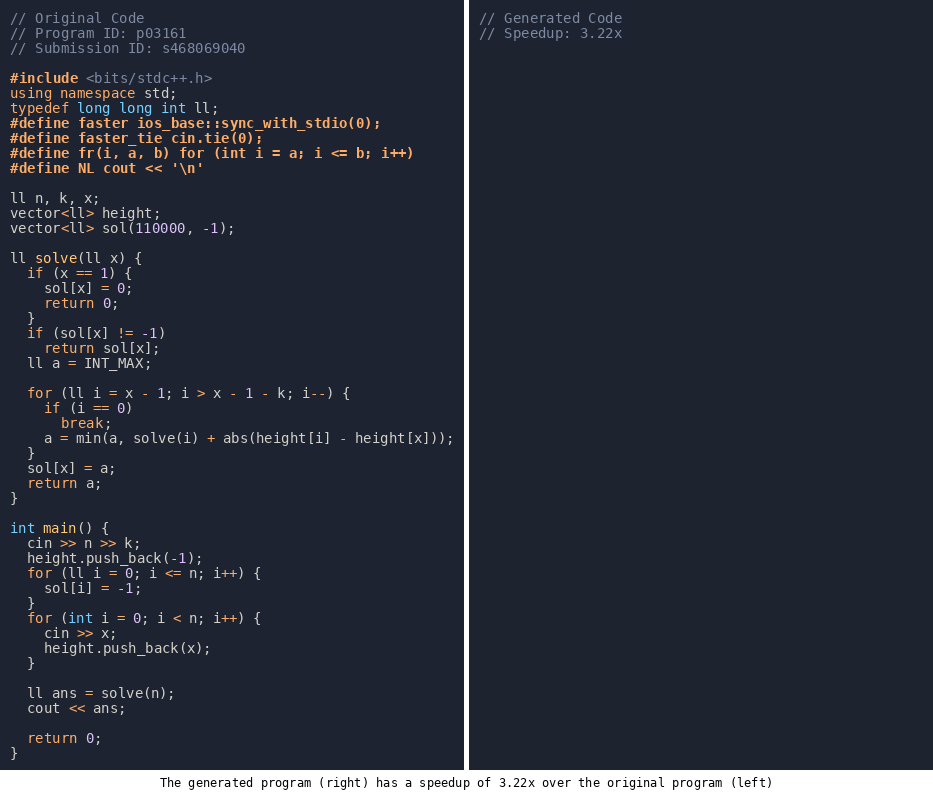 // Original Code
// Program ID: p03161
// Submission ID: s468069040

#include <bits/stdc++.h>
using namespace std;
typedef long long int ll;
#define faster ios_base::sync_with_stdio(0);
#define faster_tie cin.tie(0);
#define fr(i, a, b) for (int i = a; i <= b; i++)
#define NL cout << '\n'

ll n, k, x;
vector<ll> height;
vector<ll> sol(110000, -1);

ll solve(ll x) {
  if (x == 1) {
    sol[x] = 0;
    return 0;
  }
  if (sol[x] != -1)
    return sol[x];
  ll a = INT_MAX;

  for (ll i = x - 1; i > x - 1 - k; i--) {
    if (i == 0)
      break;
    a = min(a, solve(i) + abs(height[i] - height[x]));
  }
  sol[x] = a;
  return a;
}

int main() {
  cin >> n >> k;
  height.push_back(-1);
  for (ll i = 0; i <= n; i++) {
    sol[i] = -1;
  }
  for (int i = 0; i < n; i++) {
    cin >> x;
    height.push_back(x);
  }

  ll ans = solve(n);
  cout << ans;

  return 0;
}
// Generated Code
// Speedup: 3.22x
The generated program (right) has a speedup of 3.22x over the original program (left)